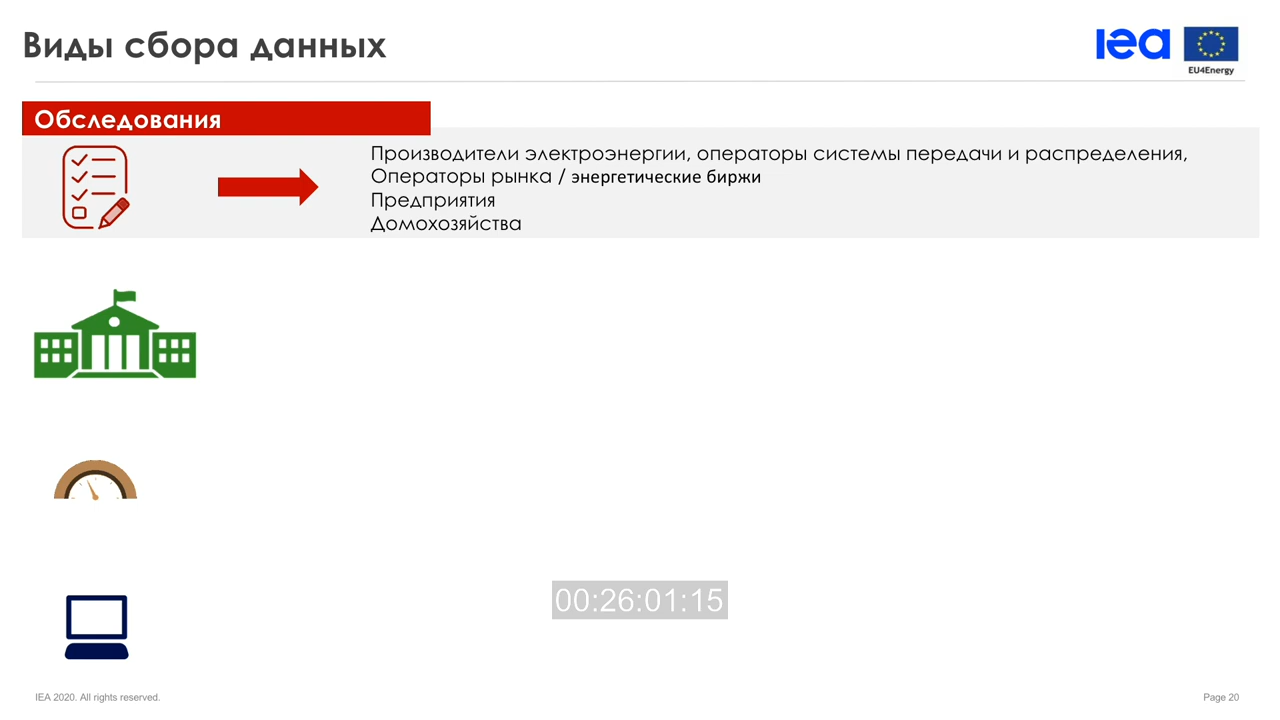 Виды сбора данных
iea
EU4Energy
Обследования
Производители электроэнергии, операторы системы передачи и распределения,
Операторы рынка / энергетические биржи
Предприятия
Домохозяйства
00:26:01:15
IEA 2020. All rights reserved.
Page 20